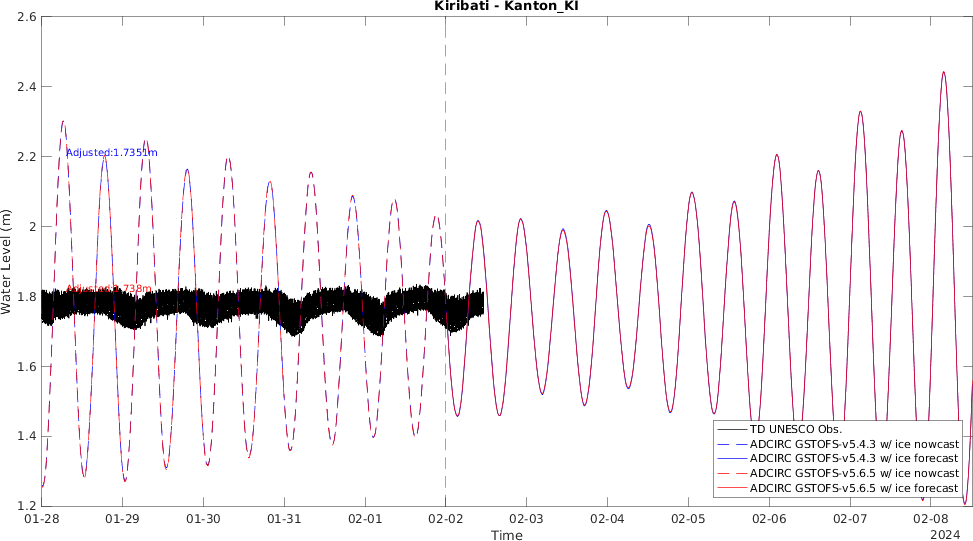 Kiribati - Kanton_KI
2.6
2.4
2.2
2
1.8
1.6
1.4
1.2
Water Level (m)
Adjusted:1.7351m
Adjusted:1.738m
TD UNESCO Obs.
ADCIRC GSTOFS-v5.4.3 w/ ice nowcast
ADCIRC GSTOFS-v5.4.3 w/ ice forecast
ADCIRC GSTOFS-v5.6.5 w/ ice nowcast
ADCIRC GSTOFS-v5.6.5 w/ ice forecast
01-28 01-29 01-30 01-31 02-01 02-02 02-03 02-04 02-05 02-06 02-07 02-08
Time
2024